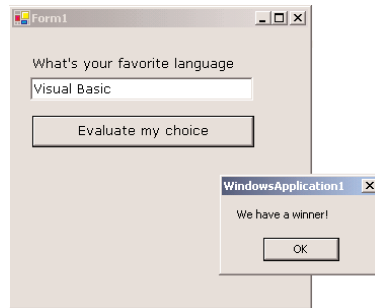 Form1
What's your favorite language
Visual Basic
Evaluate my choice
WindowsApplication1
We have a winner!
OK